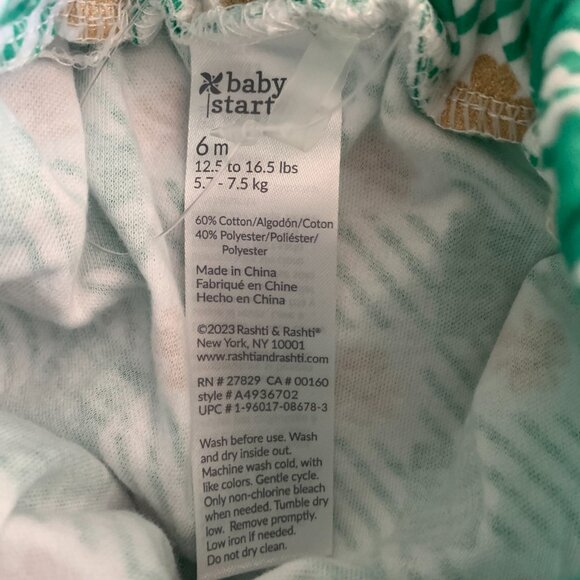 baby
start
6 m
12.5 to 16.5 lbs
5.7 - 7.5 kg
60% Cotton/Algodón/Coton
40% Polyester/Poliéster/
Polyester
Made in China
Fabriqué en Chine
Hecho en China
©2023 Rashti & Rashti®
New York, NY 10001
www.rashtiandrashti.com
RN # 27829 CA # 00160
style # A4936702
UPC # 1-96017-08678-3
Wash before use. Wash
and dry inside out.
Machine wash cold, with
like colors. Gentle cycle.
Only non-chlorine bleach
when needed. Tumble dry
low. Remove promptly.
Low iron if needed.
Do not dry clean.